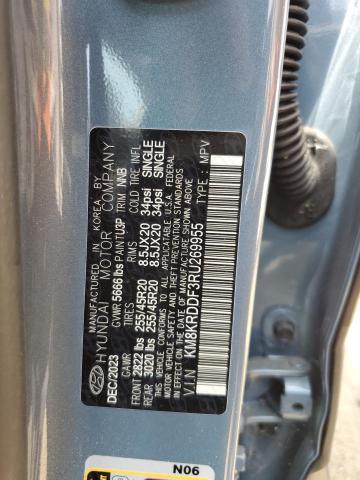 HYUNDAI MOTOR COMPANY
MANUFACTURED IN KOREA BY
DEC/2023 GVWR 5666 lbs PAINT U3P TRIM NNB
GAWR TIRES RIMS COLD TIRE INFL
FRONT 2822 lbs 255/45R20 8.5JX20 34psi SINGLE
REAR 3020 lbs 255/45R20 8.5JX20 34psi SINGLE
THIS VEHICLE CONFORMS TO ALL APPLICABLE U.S.A. FEDERAL
MOTOR VEHICLE SAFETY, BUMPER, AND THEFT PREVENTION STANDARDS
IN EFFECT ON THE DATE OF MANUFACTURE SHOWN ABOVE.
V.I.N : KM8KRDDF3RU269955 TYPE : MPV
N06